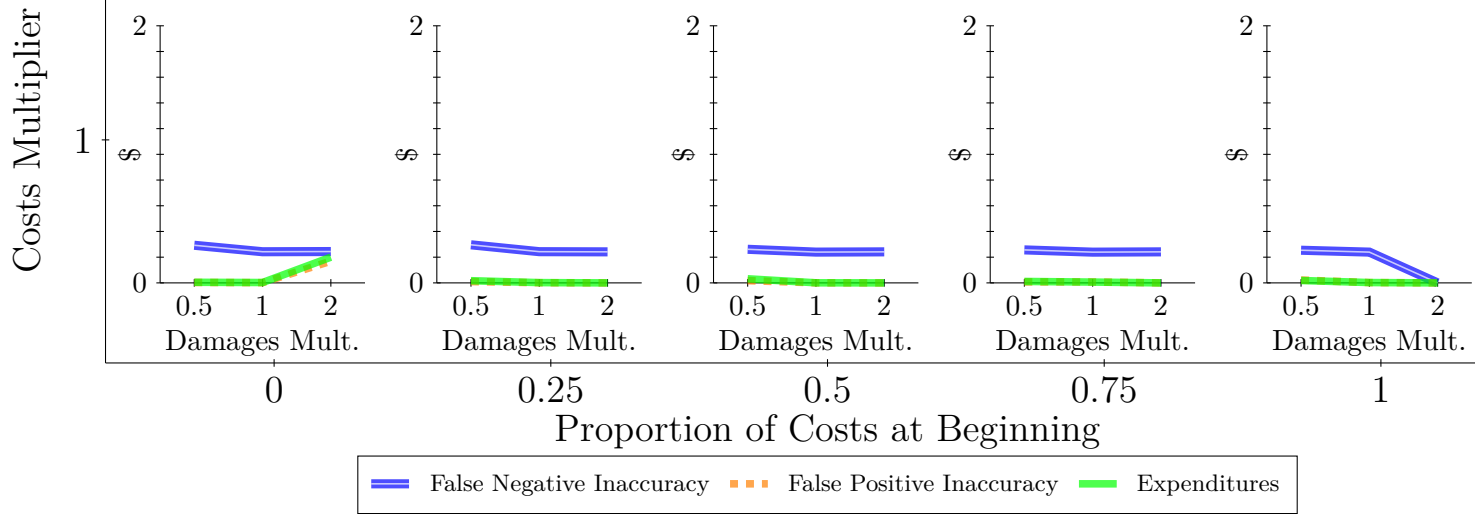 Costs Multiplier
1
2
0
$
0.5 1 2
Damages Mult.
2
0
$
0.5 1 2
Damages Mult.
2
0
$
0.5 1 2
Damages Mult.
2
0
$
0.5 1 2
Damages Mult.
2
0
$
0.5 1 2
Damages Mult.
0 0.25 0.5 0.75 1
Proportion of Costs at Beginning
False Negative Inaccuracy False Positive Inaccuracy Expenditures